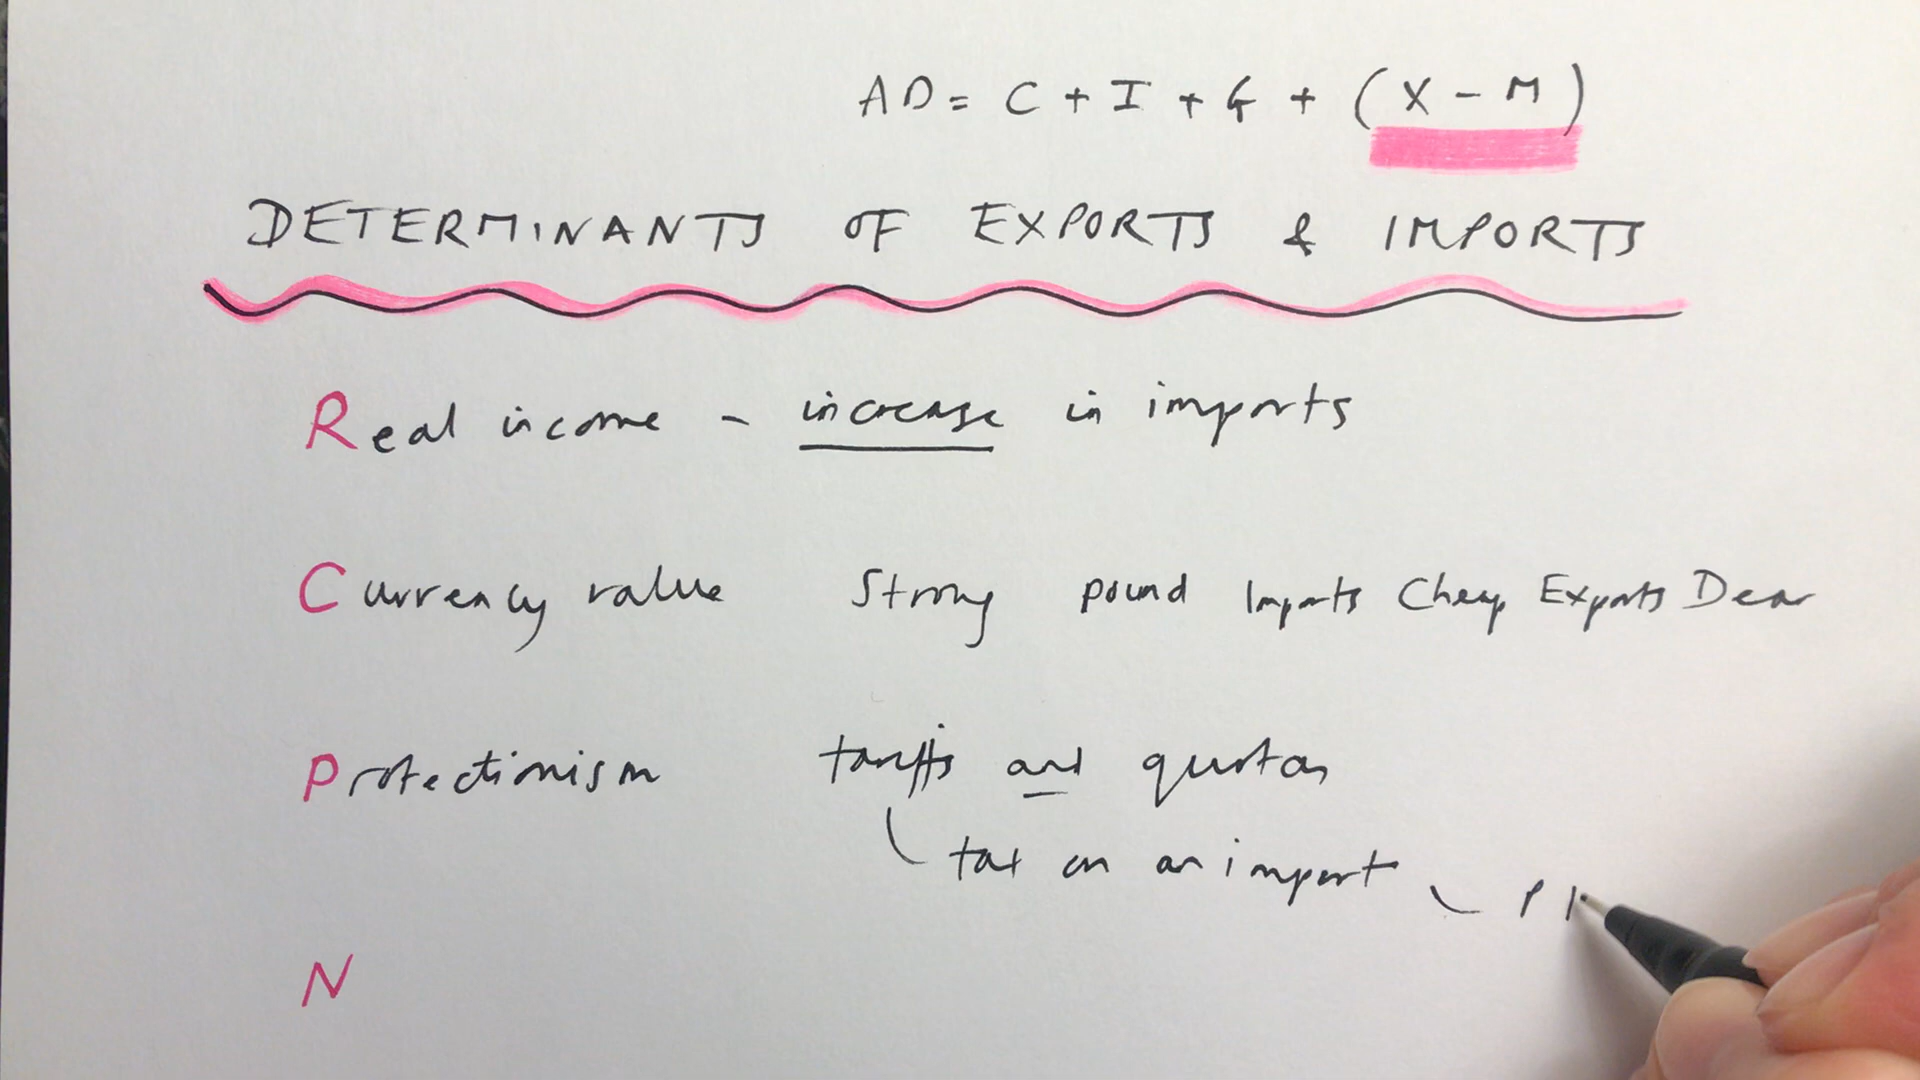 AD = C + I + G + (X - M)
DETERMINANTS OF EXPORTS & IMPORTS
Real income - increase in imports
Currency value Strong pound Imports Cheap Exports Dear
Protectionism tariffs and quotas
tax on an import P
N